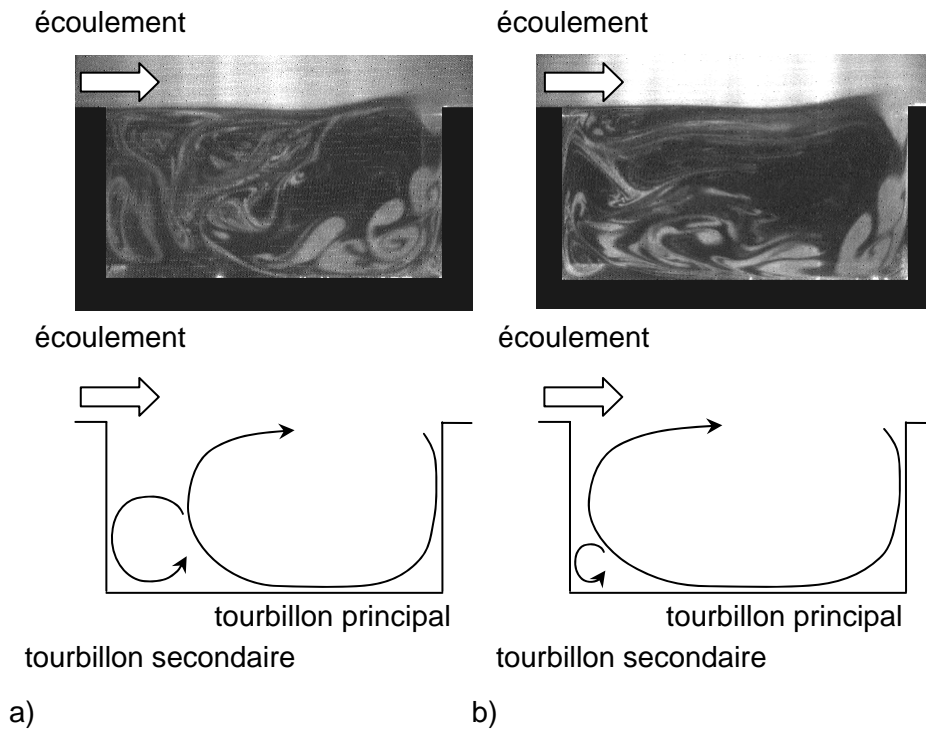 écoulement
écoulement
écoulement
écoulement
tourbillon principal
tourbillon principal
tourbillon secondaire
tourbillon secondaire
a)
b)